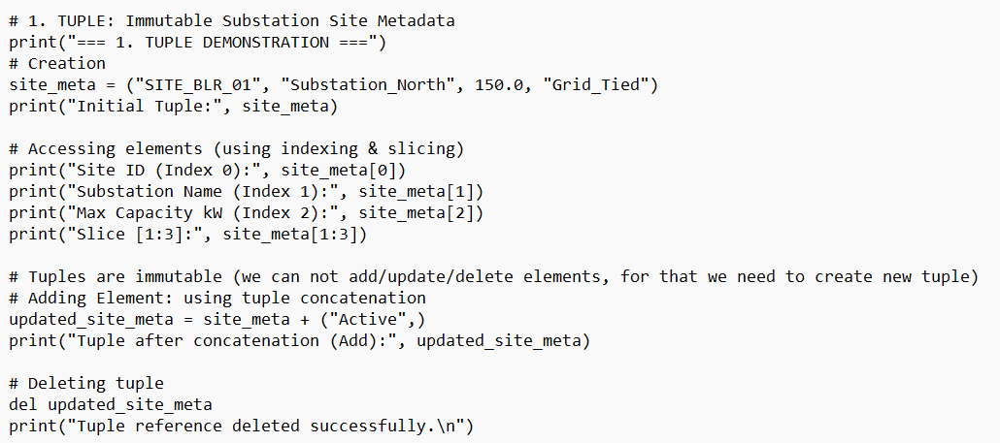 # 1. TUPLE: Immutable Substation Site Metadata
print("=== 1. TUPLE DEMONSTRATION ===")
# Creation
site_meta = ("SITE_BLR_01", "Substation_North", 150.0, "Grid_Tied")
print("Initial Tuple:", site_meta)

# Accessing elements (using indexing & slicing)
print("Site ID (Index 0):", site_meta[0])
print("Substation Name (Index 1):", site_meta[1])
print("Max Capacity kW (Index 2):", site_meta[2])
print("Slice [1:3]:", site_meta[1:3])

# Tuples are immutable (we can not add/update/delete elements, for that we need to create new tuple)
# Adding Element: using tuple concatenation
updated_site_meta = site_meta + ("Active",)
print("Tuple after concatenation (Add):", updated_site_meta)

# Deleting tuple
del updated_site_meta
print("Tuple reference deleted successfully.\n")